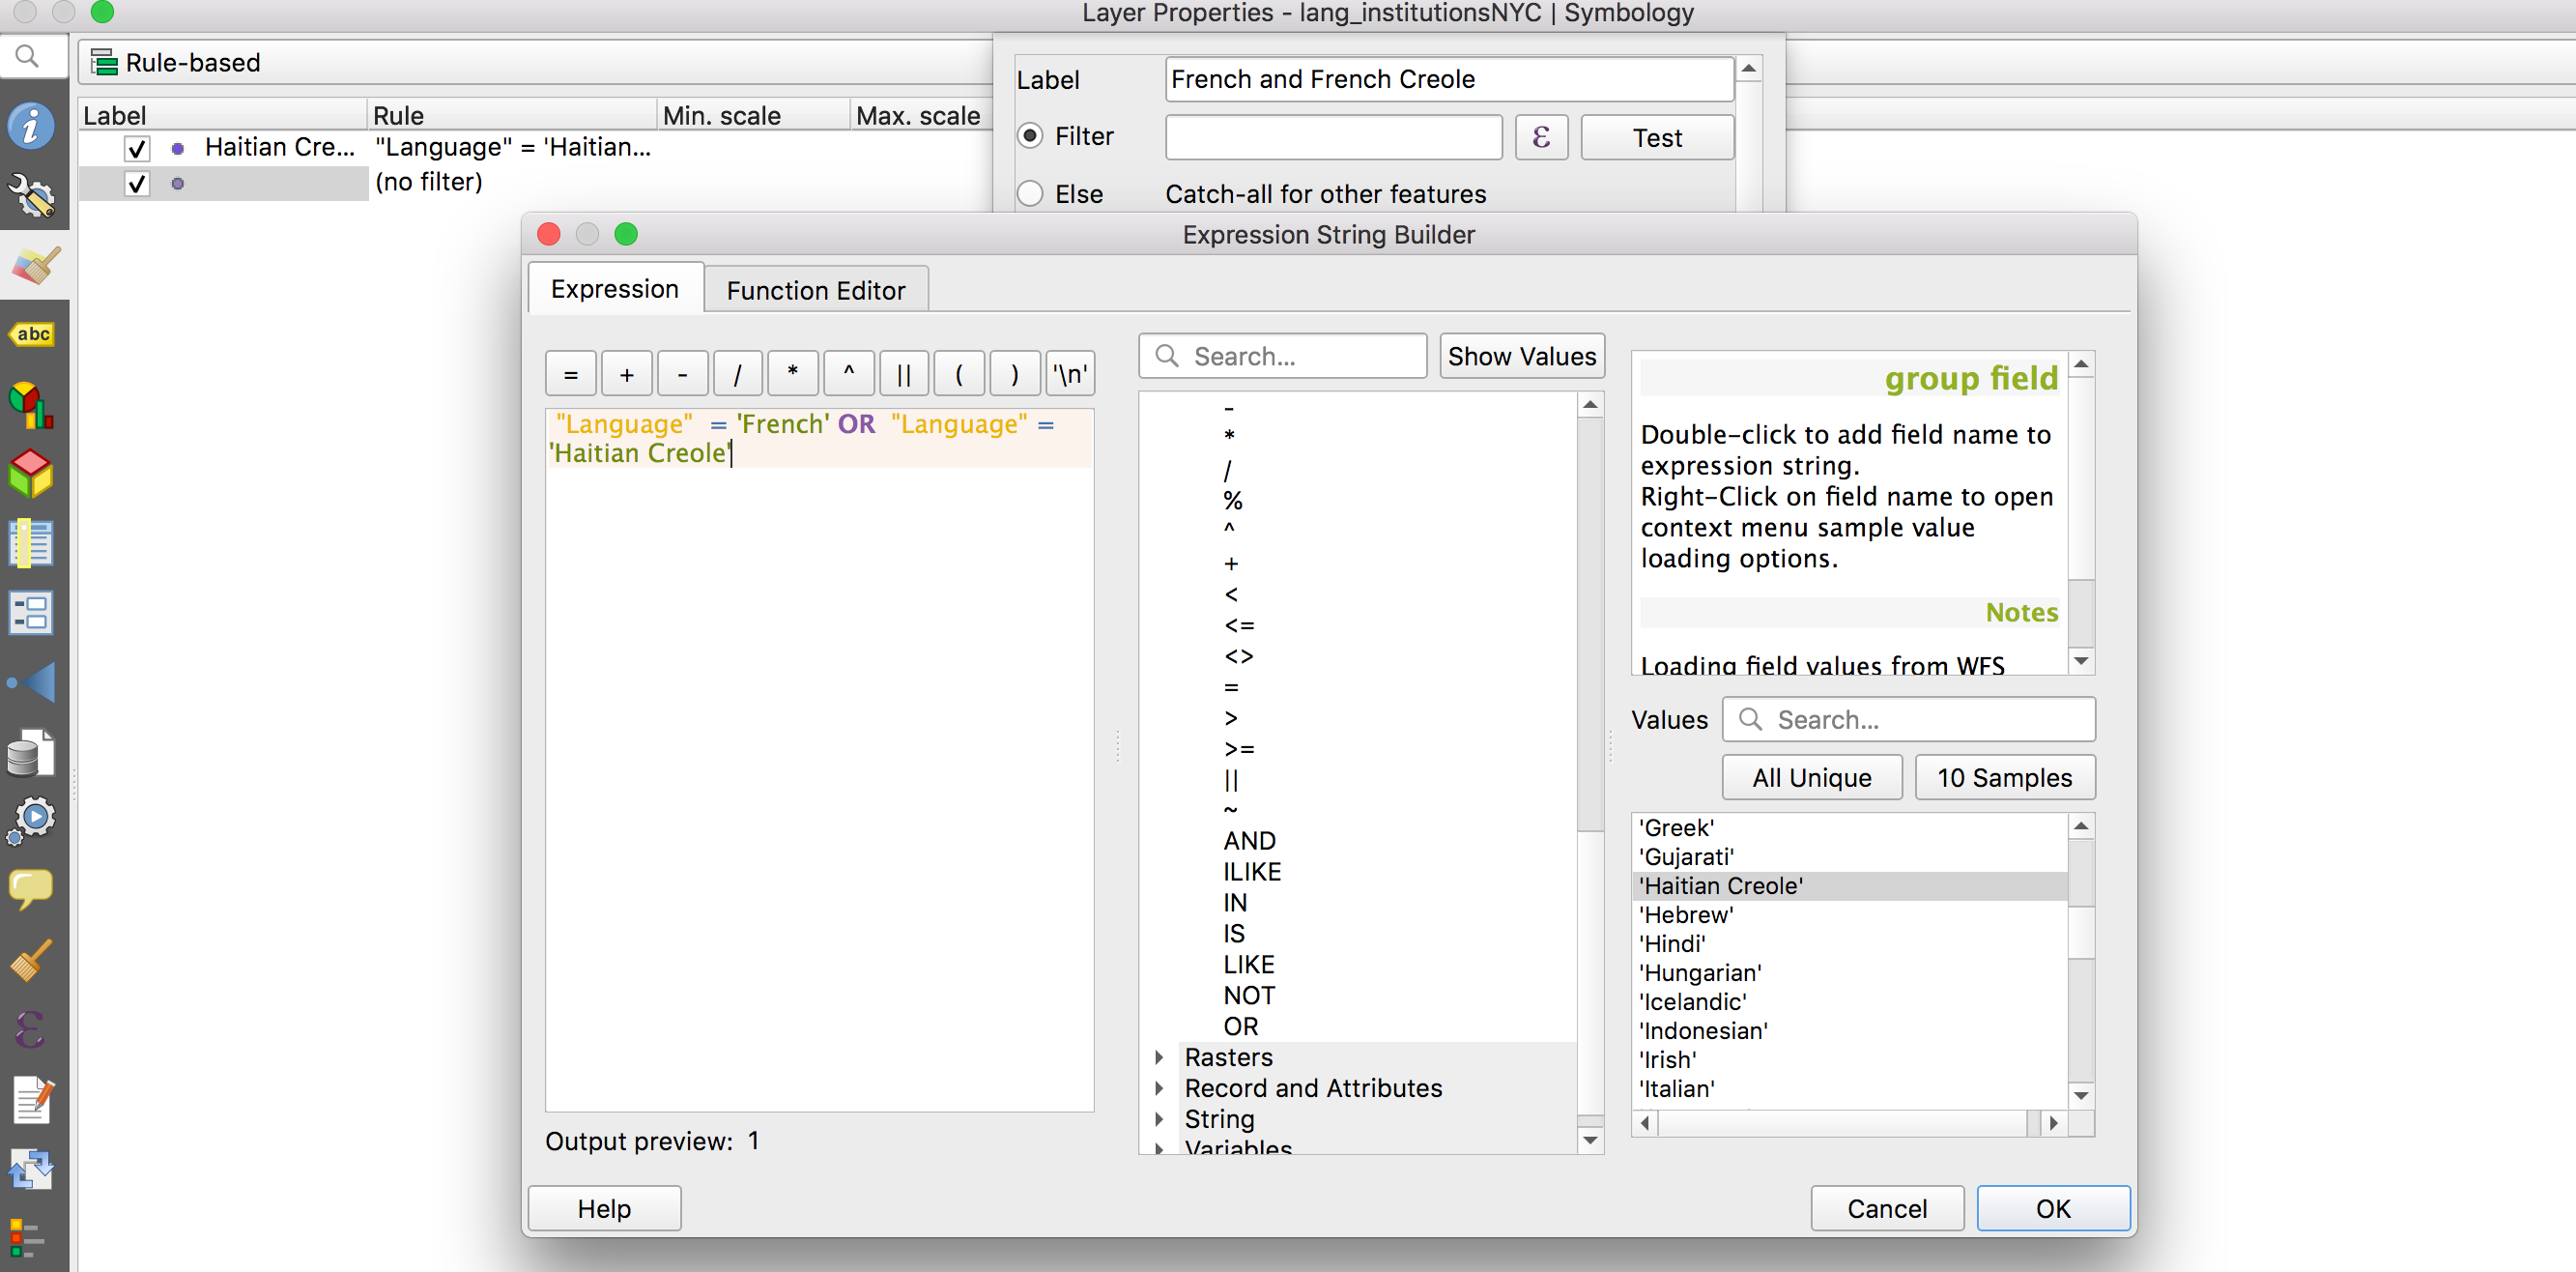 Layer Properties - lang_institutionsNYC | Symbology
Rule-based
Label Rule Min. scale Max. scale
Haitian Cre... "Language" = 'Haitian...
(no filter)
Label French and French Creole
Filter ε Test
Else Catch-all for other features
abc
ε
Expression String Builder
Expression Function Editor
= + - / * ^ || ( ) '\n'
"Language" = 'French' OR "Language" =
'Haitian Creole'
Output preview: 1
Search... Show Values
-
*
/
%
^
+
<
<=
<>
=
>
>=
||
~
AND
ILIKE
IN
IS
LIKE
NOT
OR
Rasters
Record and Attributes
String
Variables
group field
Double-click to add field name to
expression string.
Right-Click on field name to open
context menu sample value
loading options.
Notes
Loading field values from WFS
Values Search...
All Unique 10 Samples
'Greek'
'Gujarati'
'Haitian Creole'
'Hebrew'
'Hindi'
'Hungarian'
'Icelandic'
'Indonesian'
'Irish'
'Italian'
Help Cancel OK